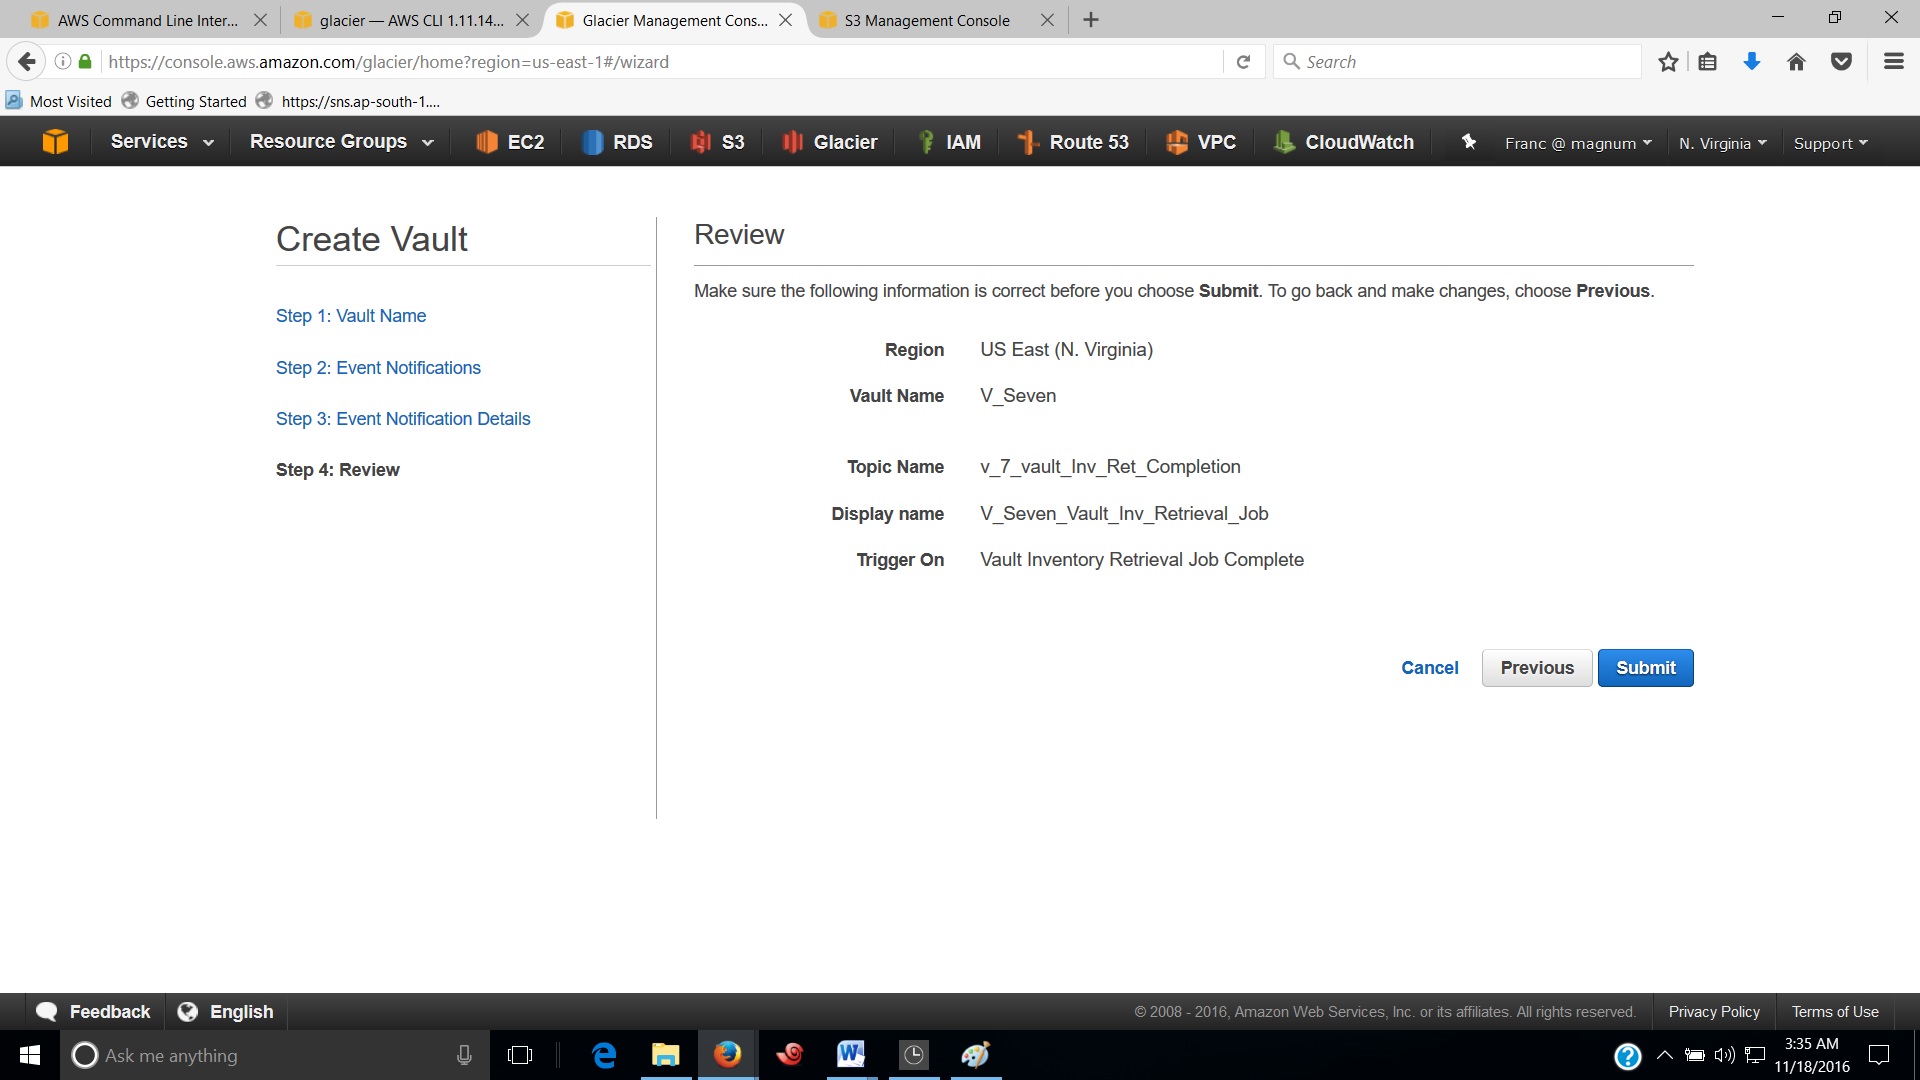 AWS Command Line Inter...
glacier — AWS CLI 1.11.14...
Glacier Management Cons...
S3 Management Console
https://console.aws.amazon.com/glacier/home?region=us-east-1#/wizard
Search
Most Visited
Getting Started
https://sns.ap-south-1....
Services
Resource Groups
EC2
RDS
S3
Glacier
IAM
Route 53
VPC
CloudWatch
Franc @ magnum
N. Virginia
Support
Create Vault
Step 1: Vault Name
Step 2: Event Notifications
Step 3: Event Notification Details
Step 4: Review
Review
Make sure the following information is correct before you choose Submit. To go back and make changes, choose Previous.
Region US East (N. Virginia)
Vault Name V_Seven
Topic Name v_7_vault_Inv_Ret_Completion
Display name V_Seven_Vault_Inv_Retrieval_Job
Trigger On Vault Inventory Retrieval Job Complete
Cancel
Previous
Submit
Feedback
English
© 2008 - 2016, Amazon Web Services, Inc. or its affiliates. All rights reserved.
Privacy Policy
Terms of Use
Ask me anything
3:35 AM
11/18/2016